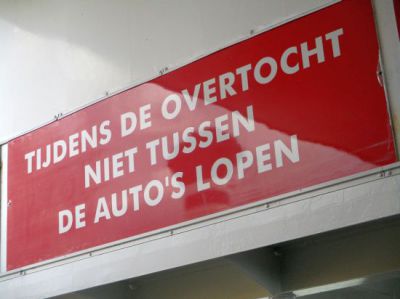 TIJDENS DE OVERTOCHT
NIET TUSSEN
DE AUTO'S LOPEN